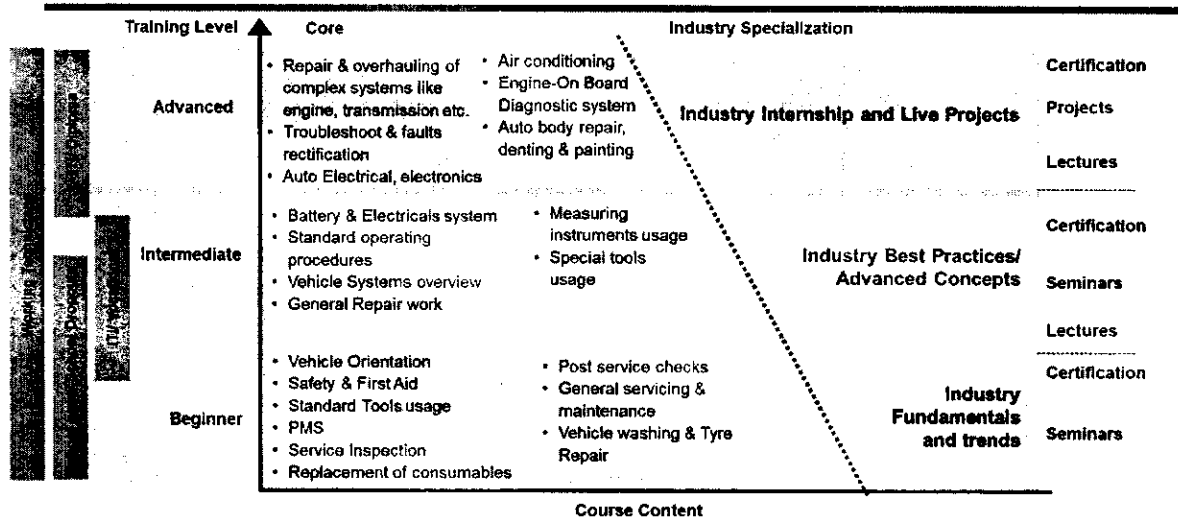 Training Level
Core
Industry Specialization
Advanced
• Repair & overhauling of
complex systems like
engine, transmission etc.
• Troubleshoot & faults
rectification
• Auto Electrical, electronics
• Air conditioning
• Engine-On Board
Diagnostic system
• Auto body repair,
denting & painting
Industry Internship and Live Projects
Certification
Projects
Lectures
Intermediate
• Battery & Electricals system
• Standard operating
procedures
• Vehicle Systems overview
• General Repair work
• Measuring
instruments usage
• Special tools
usage
Industry Best Practices/
Advanced Concepts
Certification
Seminars
Lectures
Beginner
• Vehicle Orientation
• Safety & First Aid
• Standard Tools usage
• PMS
• Service Inspection
• Replacement of consumables
• Post service checks
• General servicing &
maintenance
• Vehicle washing & Tyre
Repair
Industry
Fundamentals
and trends
Certification
Seminars
Course Content
Working